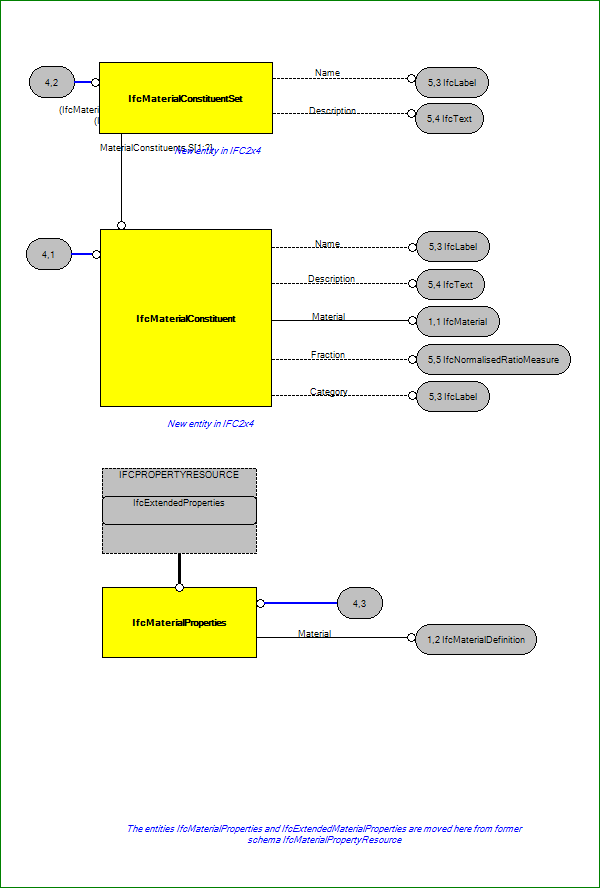 Name
4,2
5,3 IfcLabel
IfcMaterialConstituentSet
(IfcMateri
Description
5,4 IfcText
(
MaterialConstituents S[1:?]
New entity in IFC2x4
Name
5,3 IfcLabel
4,1
Description
5,4 IfcText
Material
1,1 IfcMaterial
IfcMaterialConstituent
Fraction
5,5 IfcNormalisedRatioMeasure
Category
5,3 IfcLabel
New entity in IFC2x4
IFCPROPERTYRESOURCE
IfcExtendedProperties
4,3
IfcMaterialProperties
Material
1,2 IfcMaterialDefinition
The entities IfcMaterialProperties and IfcExtendedMaterialProperties are moved here from former
schema IfcMaterialPropertyResource